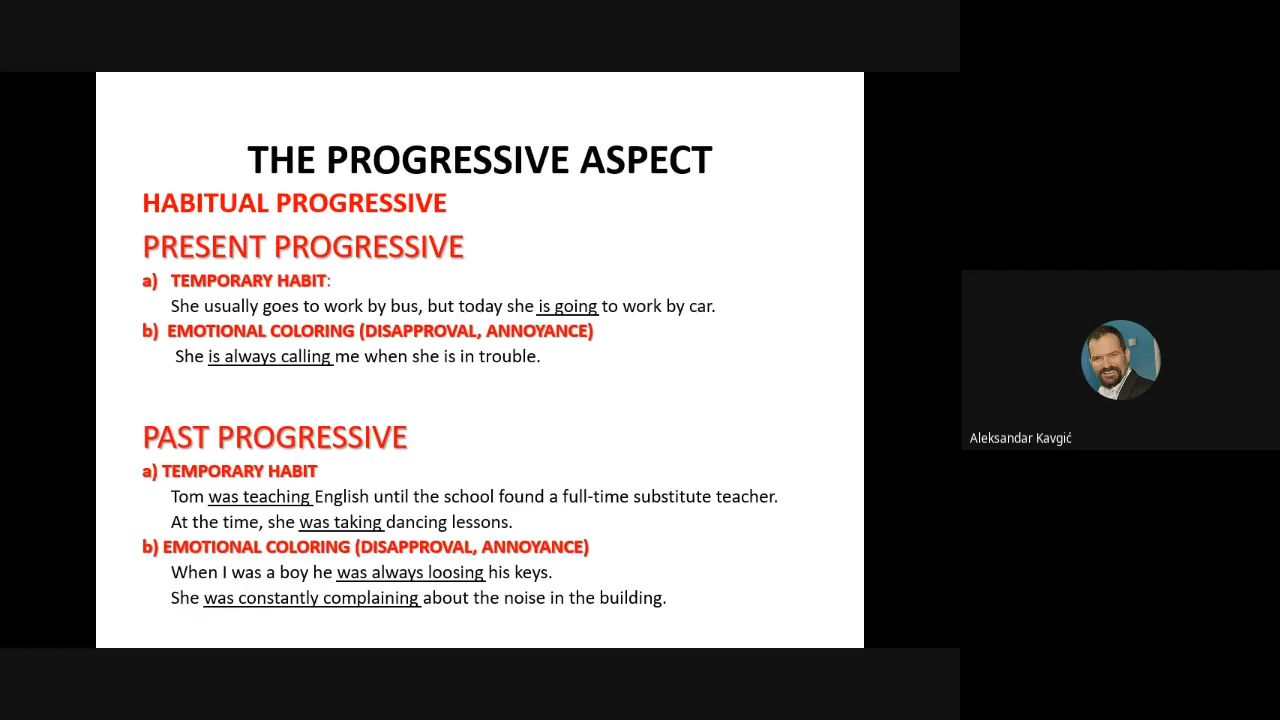 THE PROGRESSIVE ASPECT
HABITUAL PROGRESSIVE
PRESENT PROGRESSIVE
a) TEMPORARY HABIT:
She usually goes to work by bus, but today she is going to work by car.
b) EMOTIONAL COLORING (DISAPPROVAL, ANNOYANCE)
She is always calling me when she is in trouble.
PAST PROGRESSIVE
a) TEMPORARY HABIT
Tom was teaching English until the school found a full-time substitute teacher.
At the time, she was taking dancing lessons.
b) EMOTIONAL COLORING (DISAPPROVAL, ANNOYANCE)
When I was a boy he was always loosing his keys.
She was constantly complaining about the noise in the building.
Aleksandar Kavgić